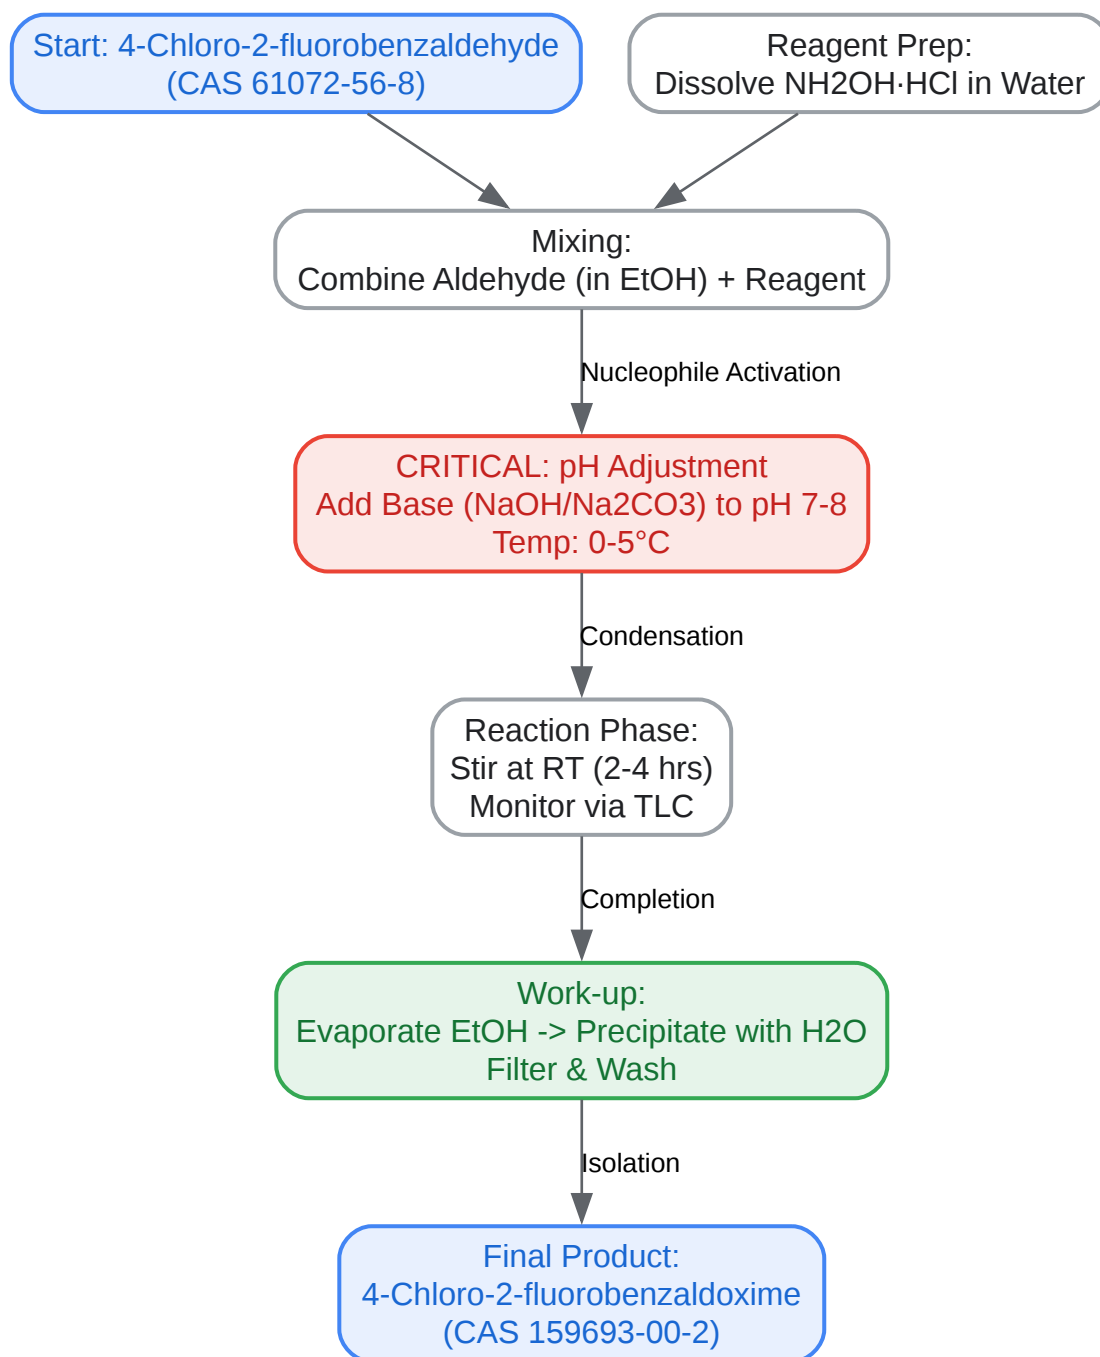 Start: 4-Chloro-2-fluorobenzaldehyde
(CAS 61072-56-8)
Reagent Prep:
Dissolve NH2OH·HCl in Water
Mixing:
Combine Aldehyde (in EtOH) + Reagent
Nucleophile Activation
CRITICAL: pH Adjustment
Add Base (NaOH/Na2CO3) to pH 7-8
Temp: 0-5°C
Condensation
Reaction Phase:
Stir at RT (2-4 hrs)
Monitor via TLC
Completion
Work-up:
Evaporate EtOH -> Precipitate with H2O
Filter & Wash
Isolation
Final Product:
4-Chloro-2-fluorobenzaldoxime
(CAS 159693-00-2)